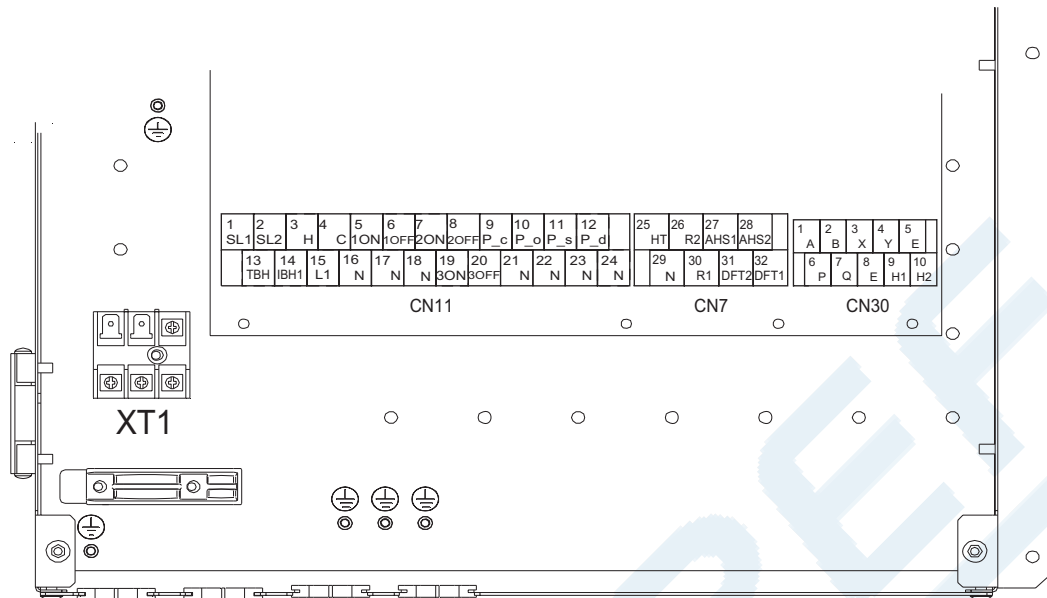 1 2 3 4 5 6 7 8 9 10 11 12
SL1 SL2 H C 1ON 1OFF 2ON 2OFF P_c P_o P_s P_d
13 14 15 16 17 18 19 20 21 22 23 24
TBH IBH1 L1 N N N 3ON 3OFF N N N N
CN11
25 26 27 28
HT R2 AHS1 AHS2
29 30 31 32
N R1 DFT2 DFT1
CN7
1 2 3 4 5
A B X Y E
6 7 8 9 10
P Q E H1 H2
CN30
XT1